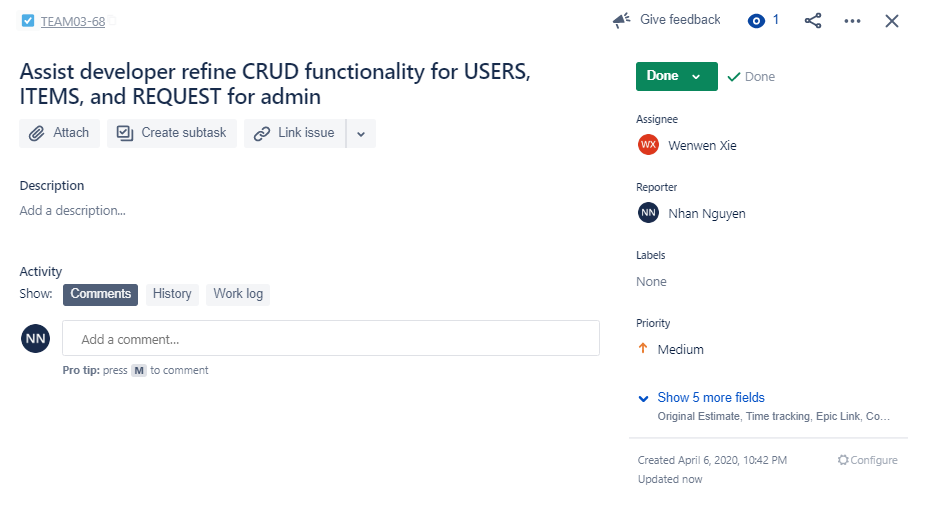 TEAM03-68
Give feedback
1
Assist developer refine CRUD functionality for USERS,
ITEMS, and REQUEST for admin
Attach
Create subtask
Link issue
Description
Add a description...
Activity
Show:
Comments
History
Work log
NN
Add a comment...
Pro tip: press M to comment
Done
Done
Assignee
WX
Wenwen Xie
Reporter
NN
Nhan Nguyen
Labels
None
Priority
Medium
Show 5 more fields
Original Estimate, Time tracking, Epic Link, Co...
Created April 6, 2020, 10:42 PM
Configure
Updated now